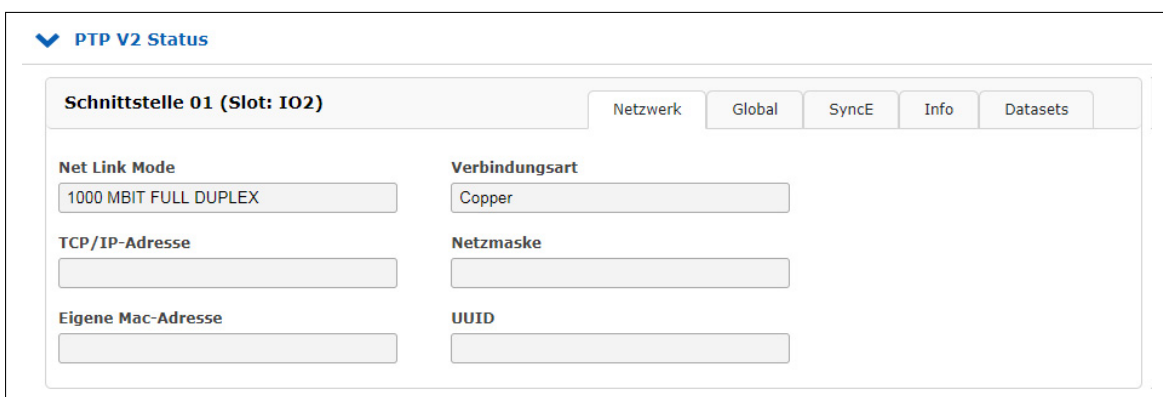 PTP V2 Status
Schnittstelle 01 (Slot: IO2)
Netzwerk Global SyncE Info Datasets
Net Link Mode Verbindungsart
1000 MBIT FULL DUPLEX Copper
TCP/IP-Adresse Netzmaske
Eigene Mac-Adresse UUID